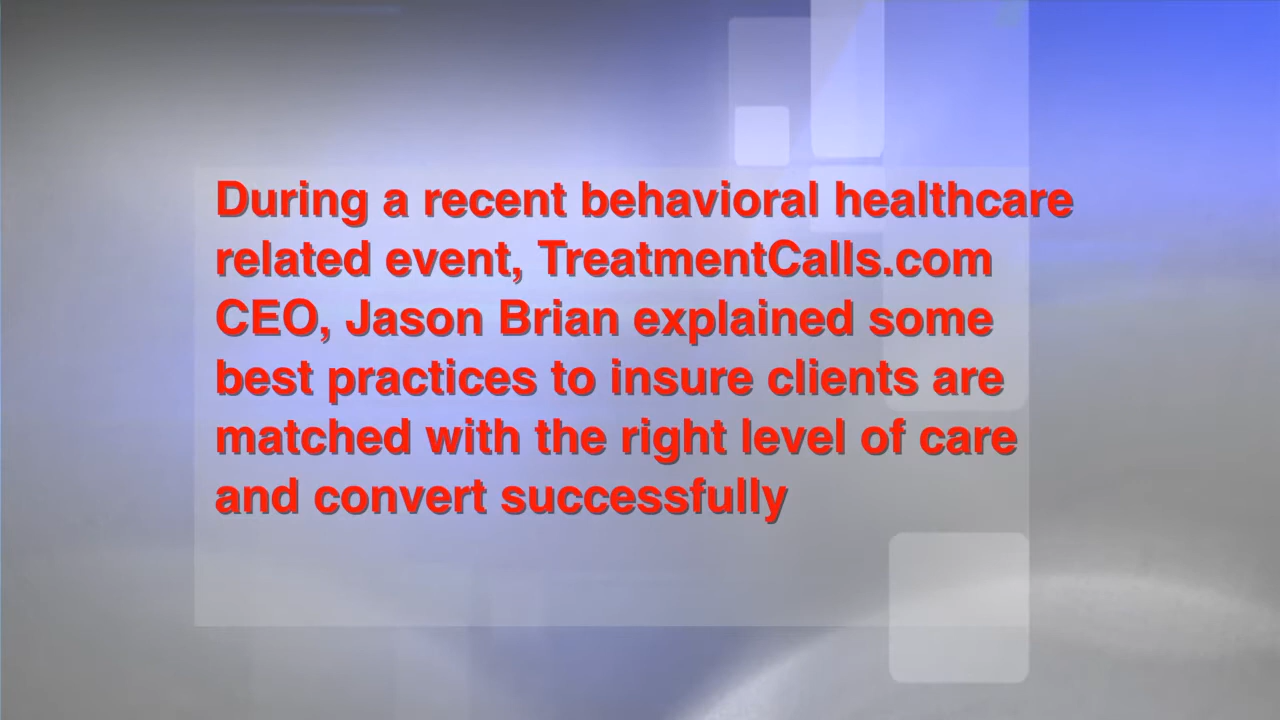 During a recent behavioral healthcare
related event, TreatmentCalls.com
CEO, Jason Brian explained some
best practices to insure clients are
matched with the right level of care
and convert successfully